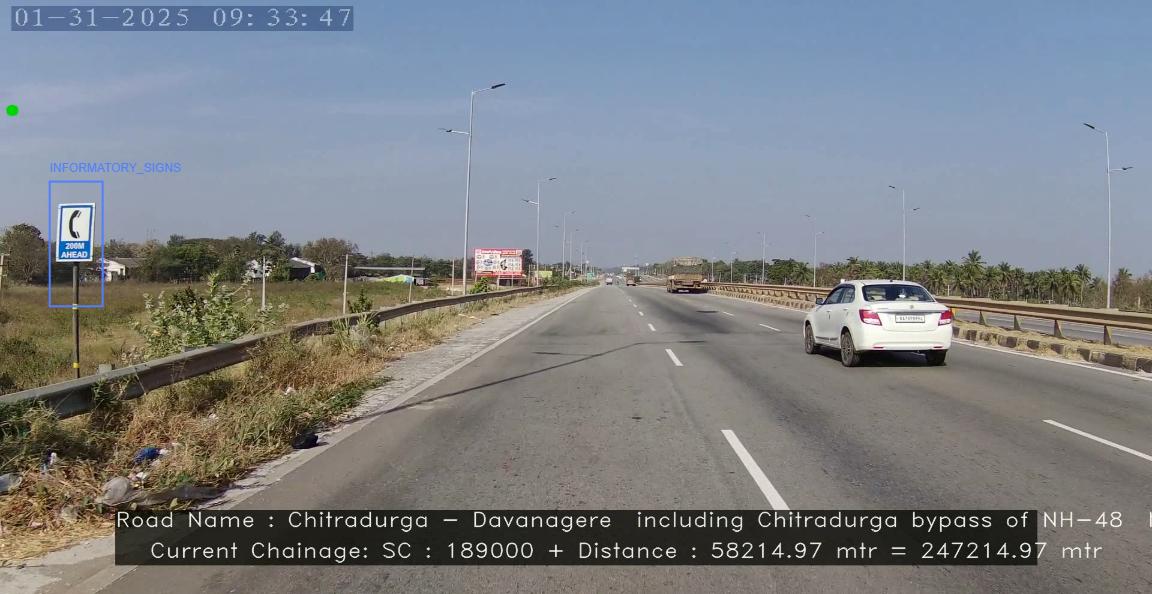 01-31-2025 09:33:47
INFORMATORY_SIGNS
200M
AHEAD
Road Name : Chitradurga - Davanagere including Chitradurga bypass of NH-48
Current Chainage: SC : 189000 + Distance : 58214.97 mtr = 247214.97 mtr